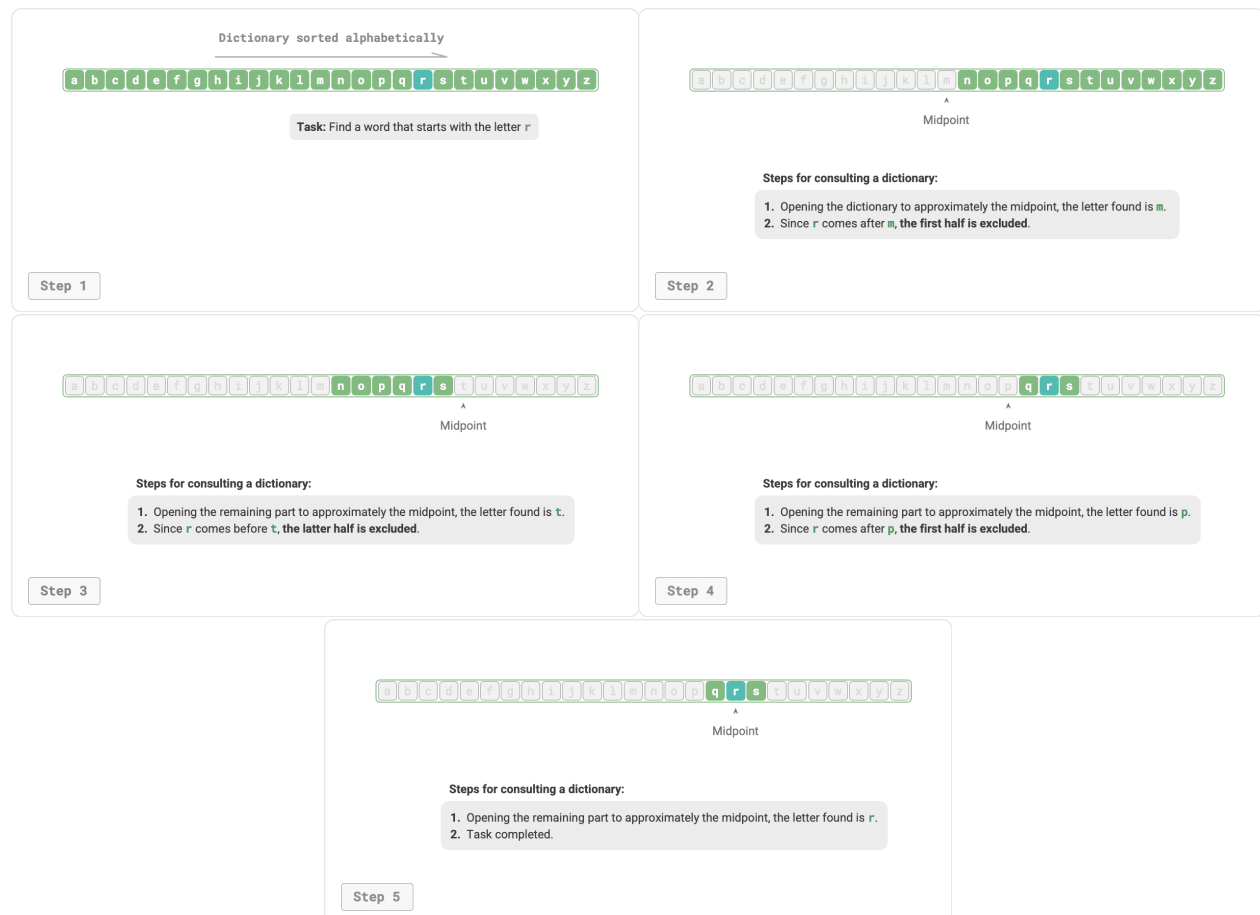 Dictionary sorted alphabetically
a b c d e f g h i j k l m n o p q r s t u v w x y z
Task: Find a word that starts with the letter r
Step 1
a b c d e f g h i j k l m n o p q r s t u v w x y z
Midpoint
Steps for consulting a dictionary:
1. Opening the dictionary to approximately the midpoint, the letter found is m.
2. Since r comes after m, the first half is excluded.
Step 2
a b c d e f g h i j k l m n o p q r s t u v w x y z
Midpoint
Steps for consulting a dictionary:
1. Opening the remaining part to approximately the midpoint, the letter found is t.
2. Since r comes before t, the latter half is excluded.
Step 3
a b c d e f g h i j k l m n o p q r s t u v w x y z
Midpoint
Steps for consulting a dictionary:
1. Opening the remaining part to approximately the midpoint, the letter found is p.
2. Since r comes after p, the first half is excluded.
Step 4
a b c d e f g h i j k l m n o p q r s t u v w x y z
Midpoint
Steps for consulting a dictionary:
1. Opening the remaining part to approximately the midpoint, the letter found is r.
2. Task completed.
Step 5